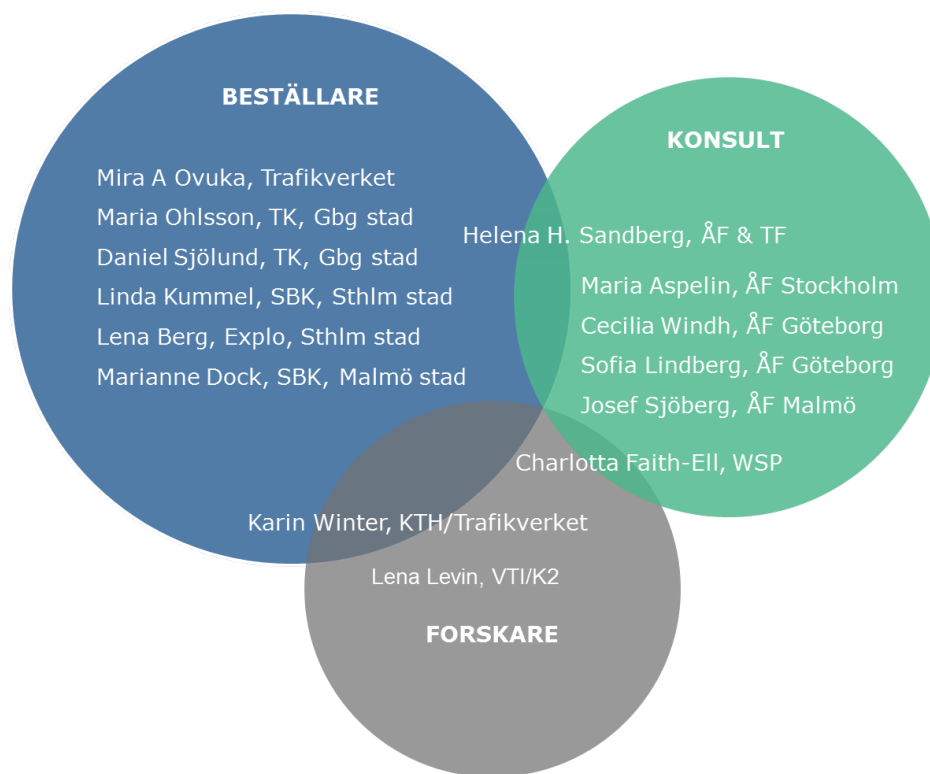 BESTÄLLARE
Mira A Ovuka, Trafikverket
Maria Ohlsson, TK, Gbg stad
Daniel Sjölund, TK, Gbg stad
Linda Kummel, SBK, Sthlm stad
Lena Berg, Explo, Sthlm stad
Marianne Dock, SBK, Malmö stad
KONSULT
Helena H. Sandberg, ÅF & TF
Maria Aspelin, ÅF Stockholm
Cecilia Windh, ÅF Göteborg
Sofia Lindberg, ÅF Göteborg
Josef Sjöberg, ÅF Malmö
Charlotta Faith-Ell, WSP
Karin Winter, KTH/Trafikverket
Lena Levin, VTI/K2
FORSKARE